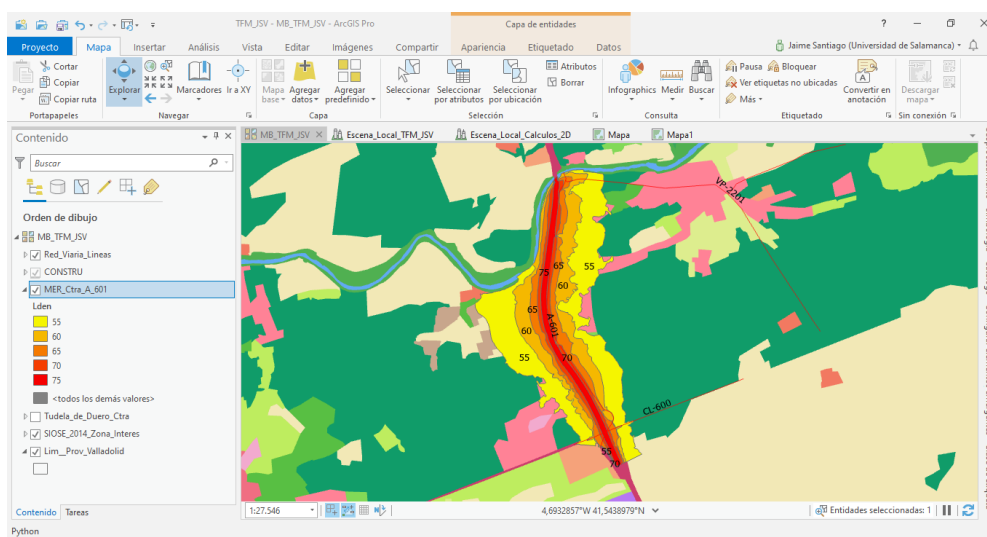 TFM_JSV - MB_TFM_JSV - ArcGIS Pro
Capa de entidades
?
Proyecto
Mapa
Insertar
Análisis
Vista
Editar
Imágenes
Compartir
Apariencia
Etiquetado
Datos
Jaime Santiago (Universidad de Salamanca)
Pegar
Cortar
Copiar
Copiar ruta
Portapapeles
Explorar
Marcadores
Ir a XY
Navegar
Mapa base
Agregar datos
Agregar predefinido
Capa
Seleccionar
Seleccionar por atributos
Seleccionar por ubicación
Atributos
Borrar
Selección
Infographics
Medir
Buscar
Consulta
Pausa
Bloquear
Ver etiquetas no ubicadas
Más
Convertir en anotación
Etiquetado
Descargar mapa
Sin conexión
Contenido
Buscar
Orden de dibujo
MB_TFM_JSV
Red_Viaria_Lineas
CONSTRU
MER_Ctra_A_601
Lden
55
60
65
70
75
<todos los demás valores>
Tudela_de_Duero_Ctra
SIOSE_2014_Zona_Interes
Lim__Prov_Valladolid
Contenido
Tareas
Python
MB_TFM_JSV
Escena_Local_TFM_JSV
Escena_Local_Calculos_2D
Mapa
Mapa1
VP-2201
65
55
75
60
65
A-601
60
55
70
CL-600
55
70
1:27.546
4,6932857°W 41,5438979°N
Entidades seleccionadas: 1